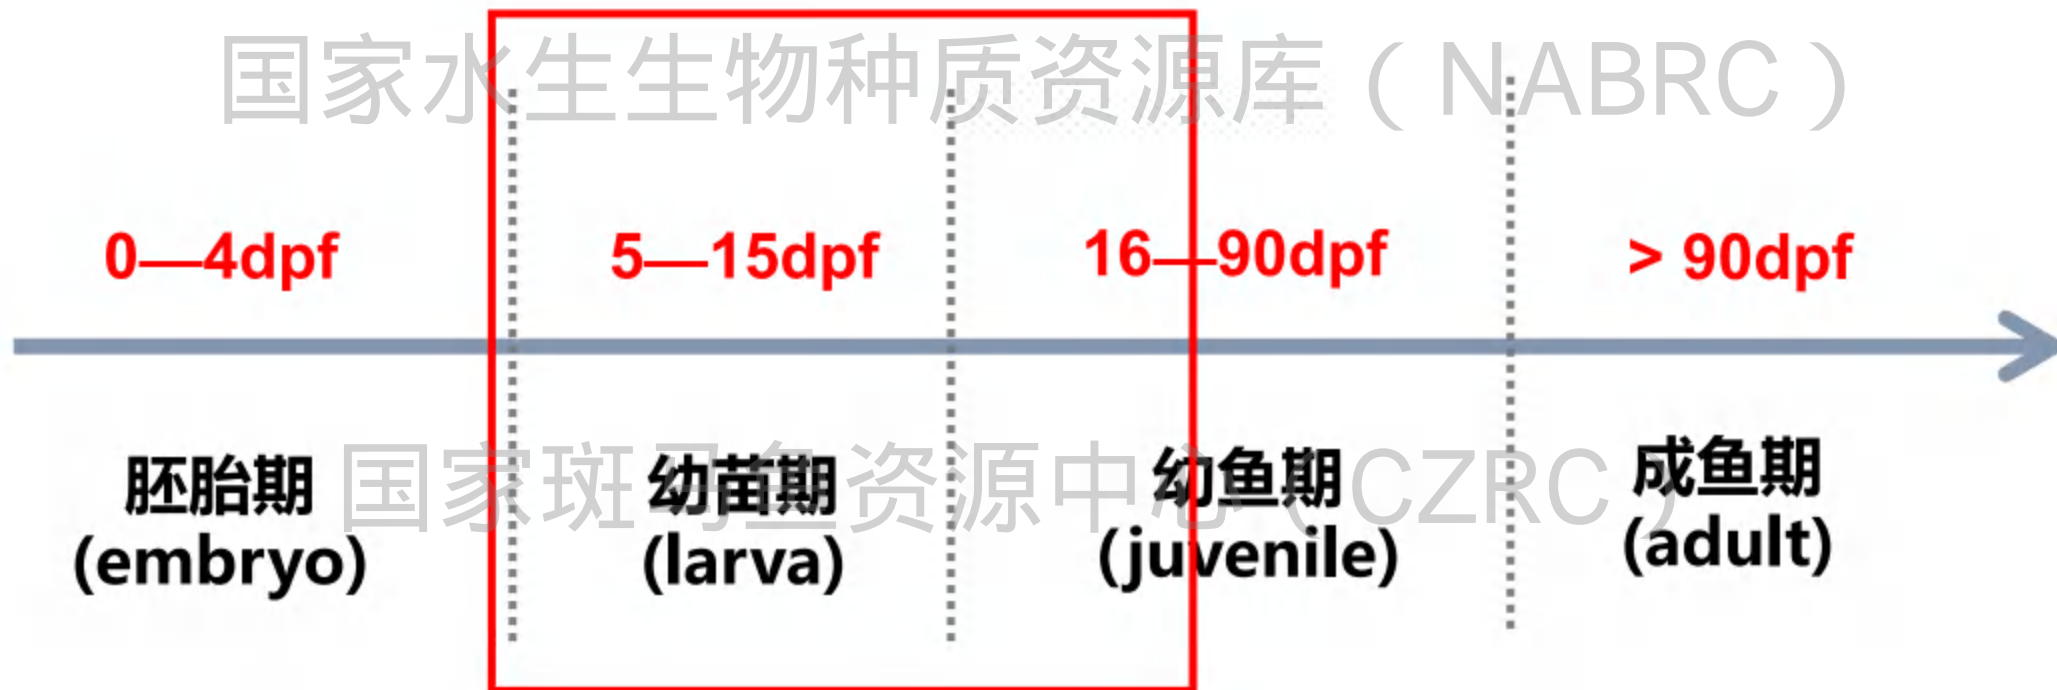 国家水生生物种质资源库（NABRC）
0—4dpf
5—15dpf
16—90dpf
> 90dpf
国家斑马鱼资源中心（CZRC）
胚胎期
(embryo)
幼苗期
(larva)
幼鱼期
(juvenile)
成鱼期
(adult)